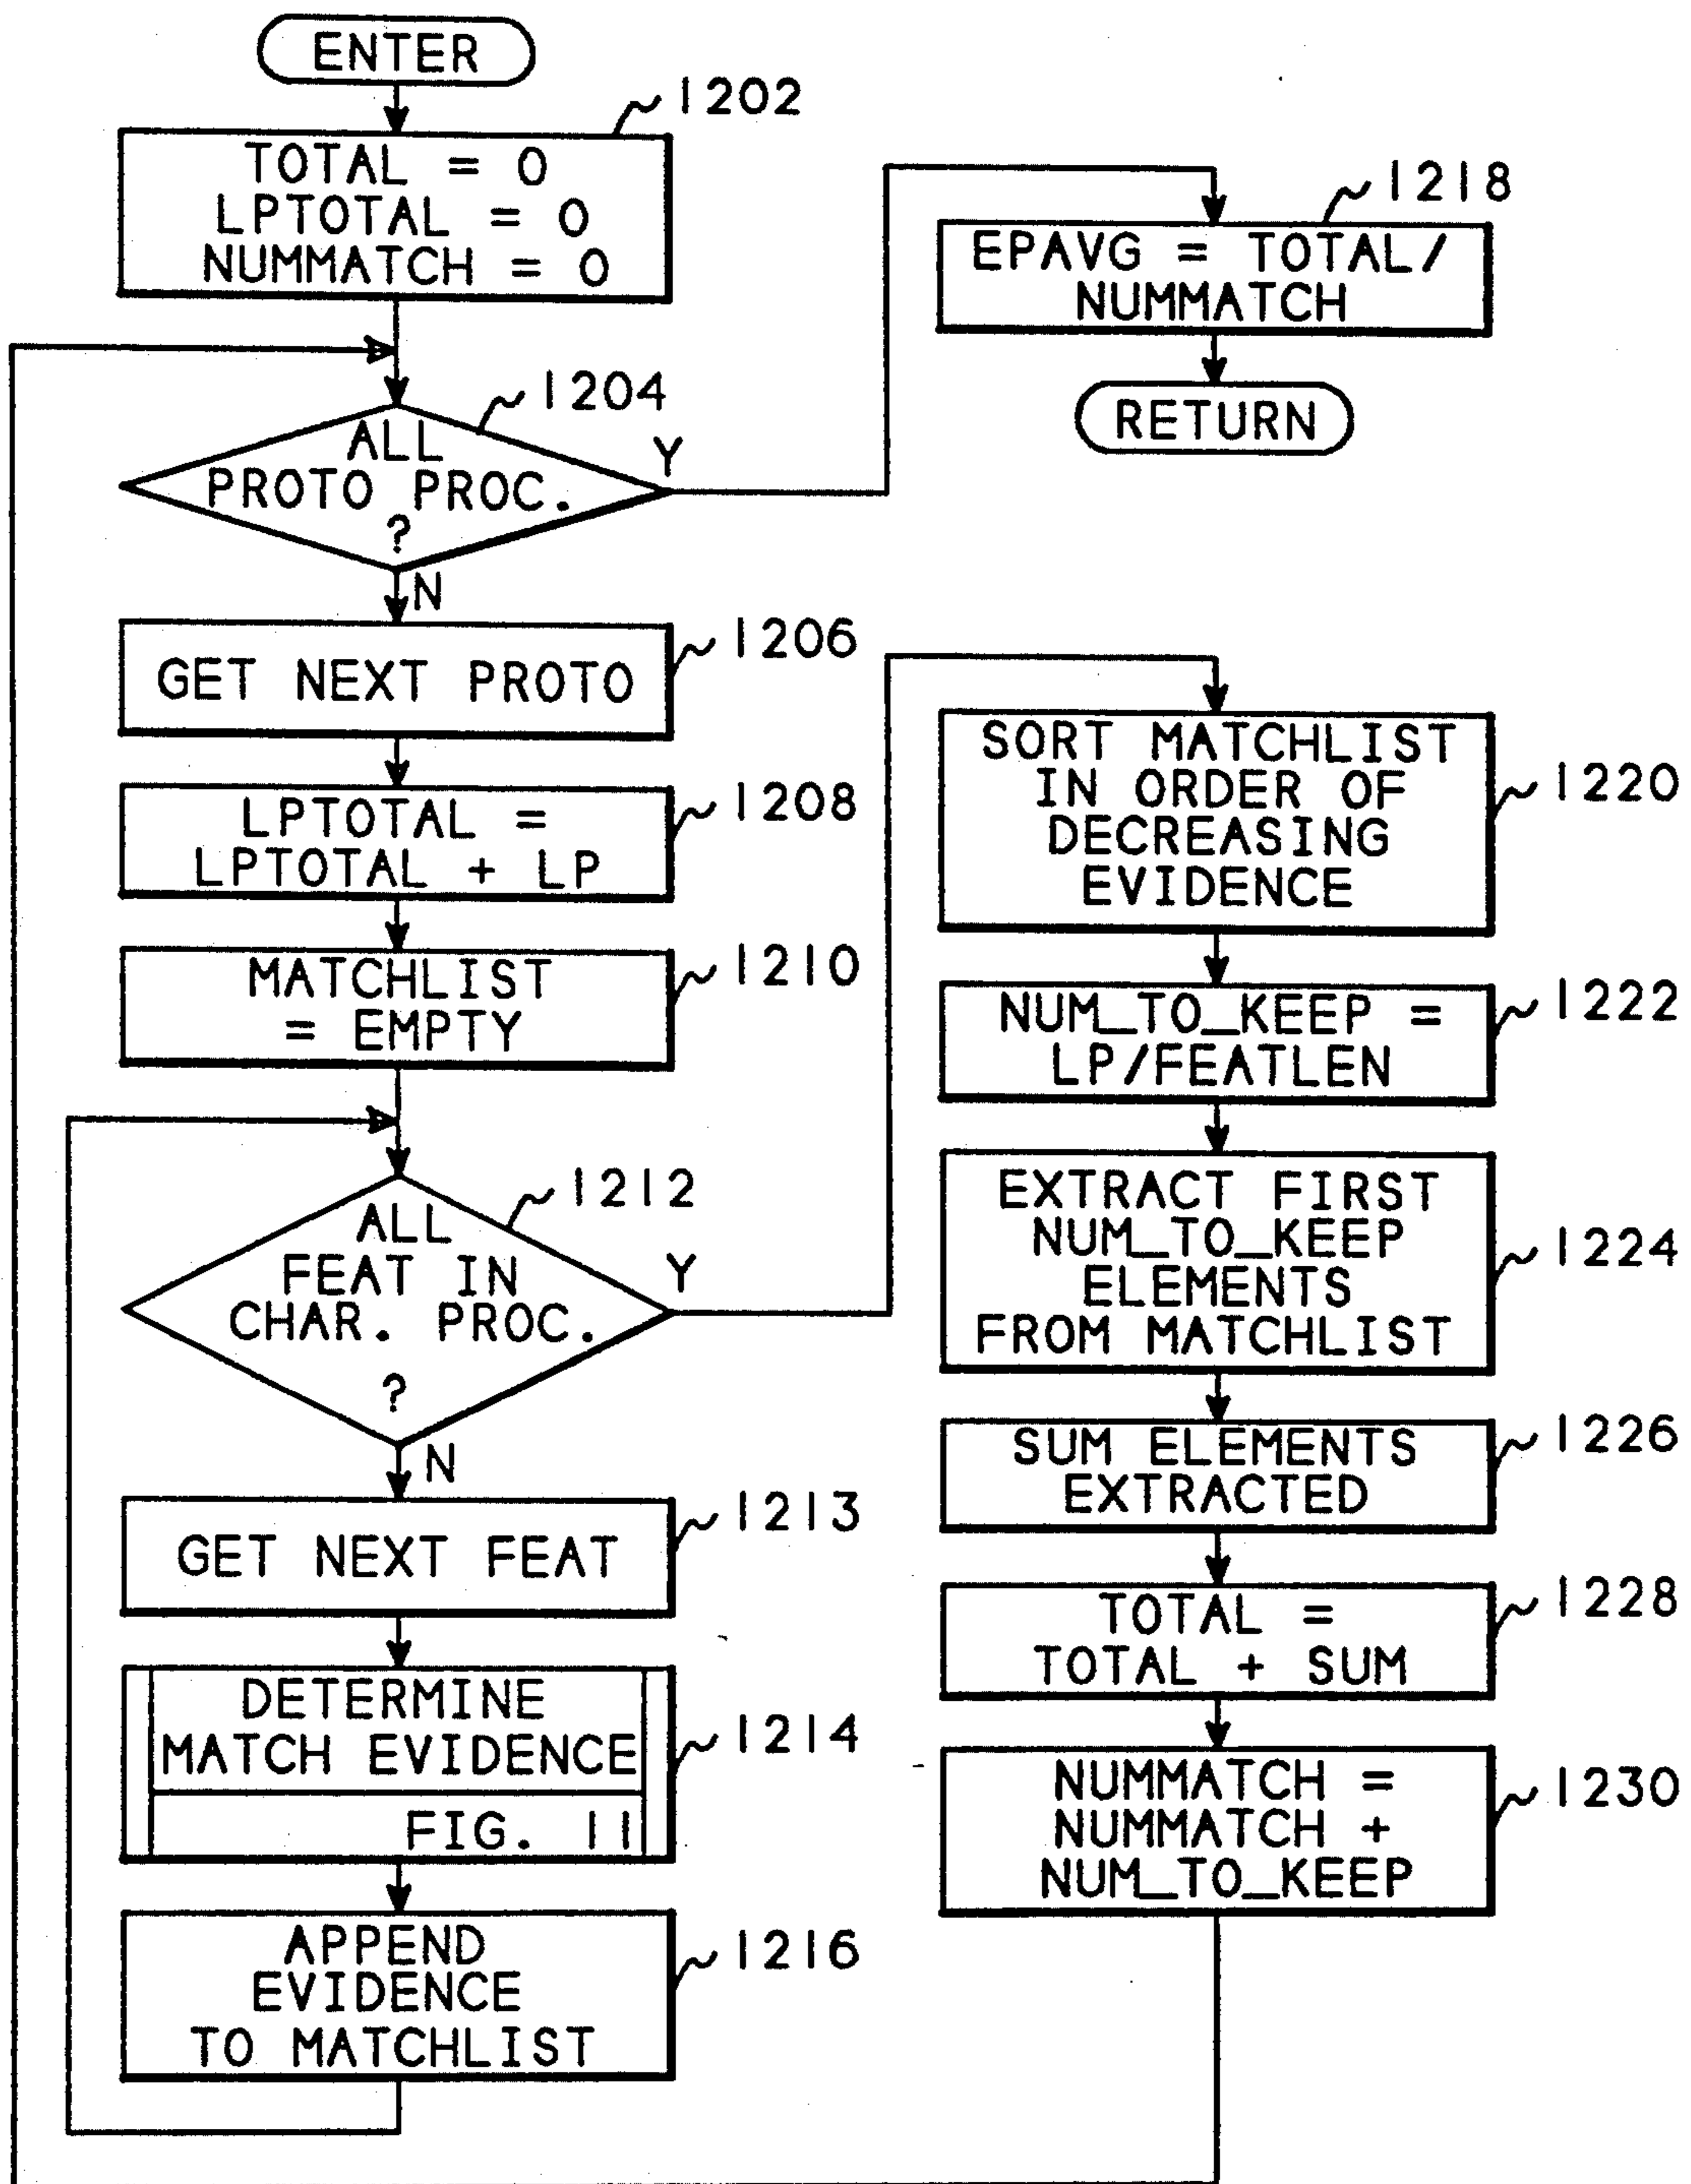 ENTER
1202
TOTAL = 0
LPTOTAL = 0
NUMMATCH = 0
1204
ALL
PROTO PROC.
?
Y
N
1206
GET NEXT PROTO
1208
LPTOTAL =
LPTOTAL + LP
1210
MATCHLIST
= EMPTY
1212
ALL
FEAT IN
CHAR. PROC.
?
Y
N
1213
GET NEXT FEAT
1214
DETERMINE
MATCH EVIDENCE
FIG. 11
1216
APPEND
EVIDENCE
TO MATCHLIST
1218
EPAVG = TOTAL/
NUMMATCH
RETURN
1220
SORT MATCHLIST
IN ORDER OF
DECREASING
EVIDENCE
1222
NUM_TO_KEEP =
LP/FEATLEN
1224
EXTRACT FIRST
NUM_TO_KEEP
ELEMENTS
FROM MATCHLIST
1226
SUM ELEMENTS
EXTRACTED
1228
TOTAL =
TOTAL + SUM
1230
NUMMATCH =
NUMMATCH +
NUM_TO_KEEP